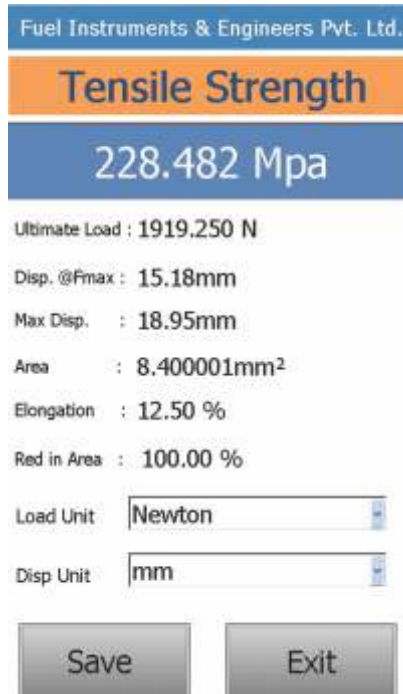 Fuel Instruments & Engineers Pvt. Ltd.
Tensile Strength
228.482 Mpa
Ultimate Load : 1919.250 N
Disp. @Fmax : 15.18mm
Max Disp. : 18.95mm
Area : 8.400001mm²
Elongation : 12.50 %
Red in Area : 100.00 %
Load Unit Newton
Disp Unit mm
Save Exit